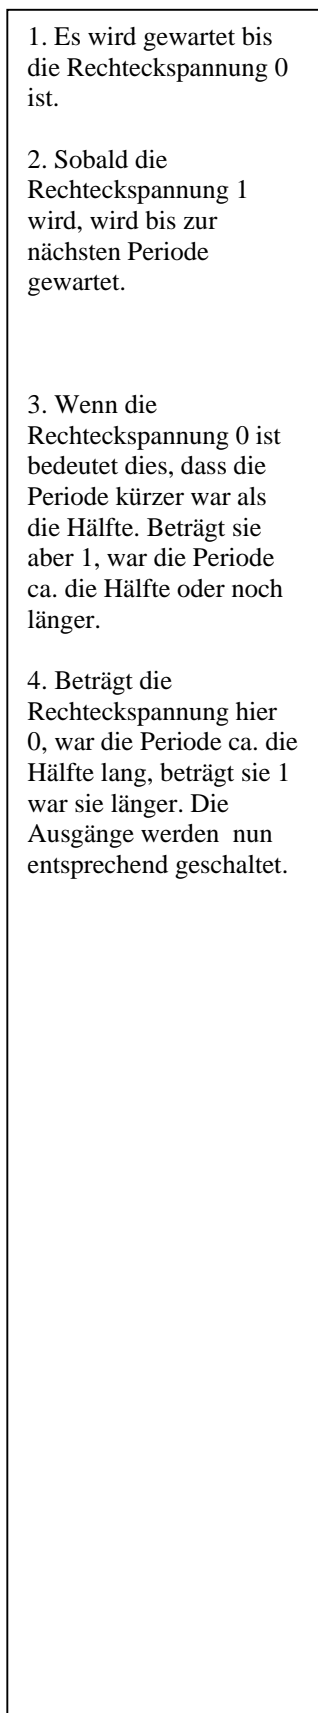 1. Es wird gewartet bis
die Rechteckspannung 0
ist.
2. Sobald die
Rechteckspannung 1
wird, wird bis zur
nächsten Periode
gewartet.
3. Wenn die
Rechteckspannung 0 ist
bedeutet dies, dass die
Periode kürzer war als
die Hälfte. Beträgt sie
aber 1, war die Periode
ca. die Hälfte oder noch
länger.
4. Beträgt die
Rechteckspannung hier
0, war die Periode ca. die
Hälfte lang, beträgt sie 1
war sie länger. Die
Ausgänge werden  nun
entsprechend geschaltet.